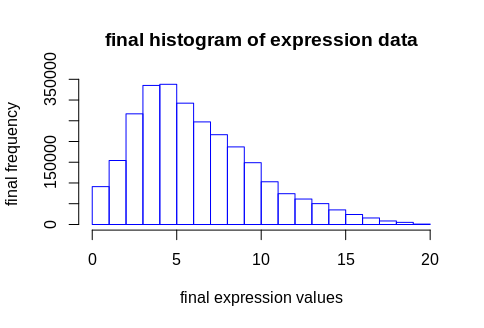 final histogram of expression data
final frequency
350000
150000
0
0 5 10 15 20
final expression values